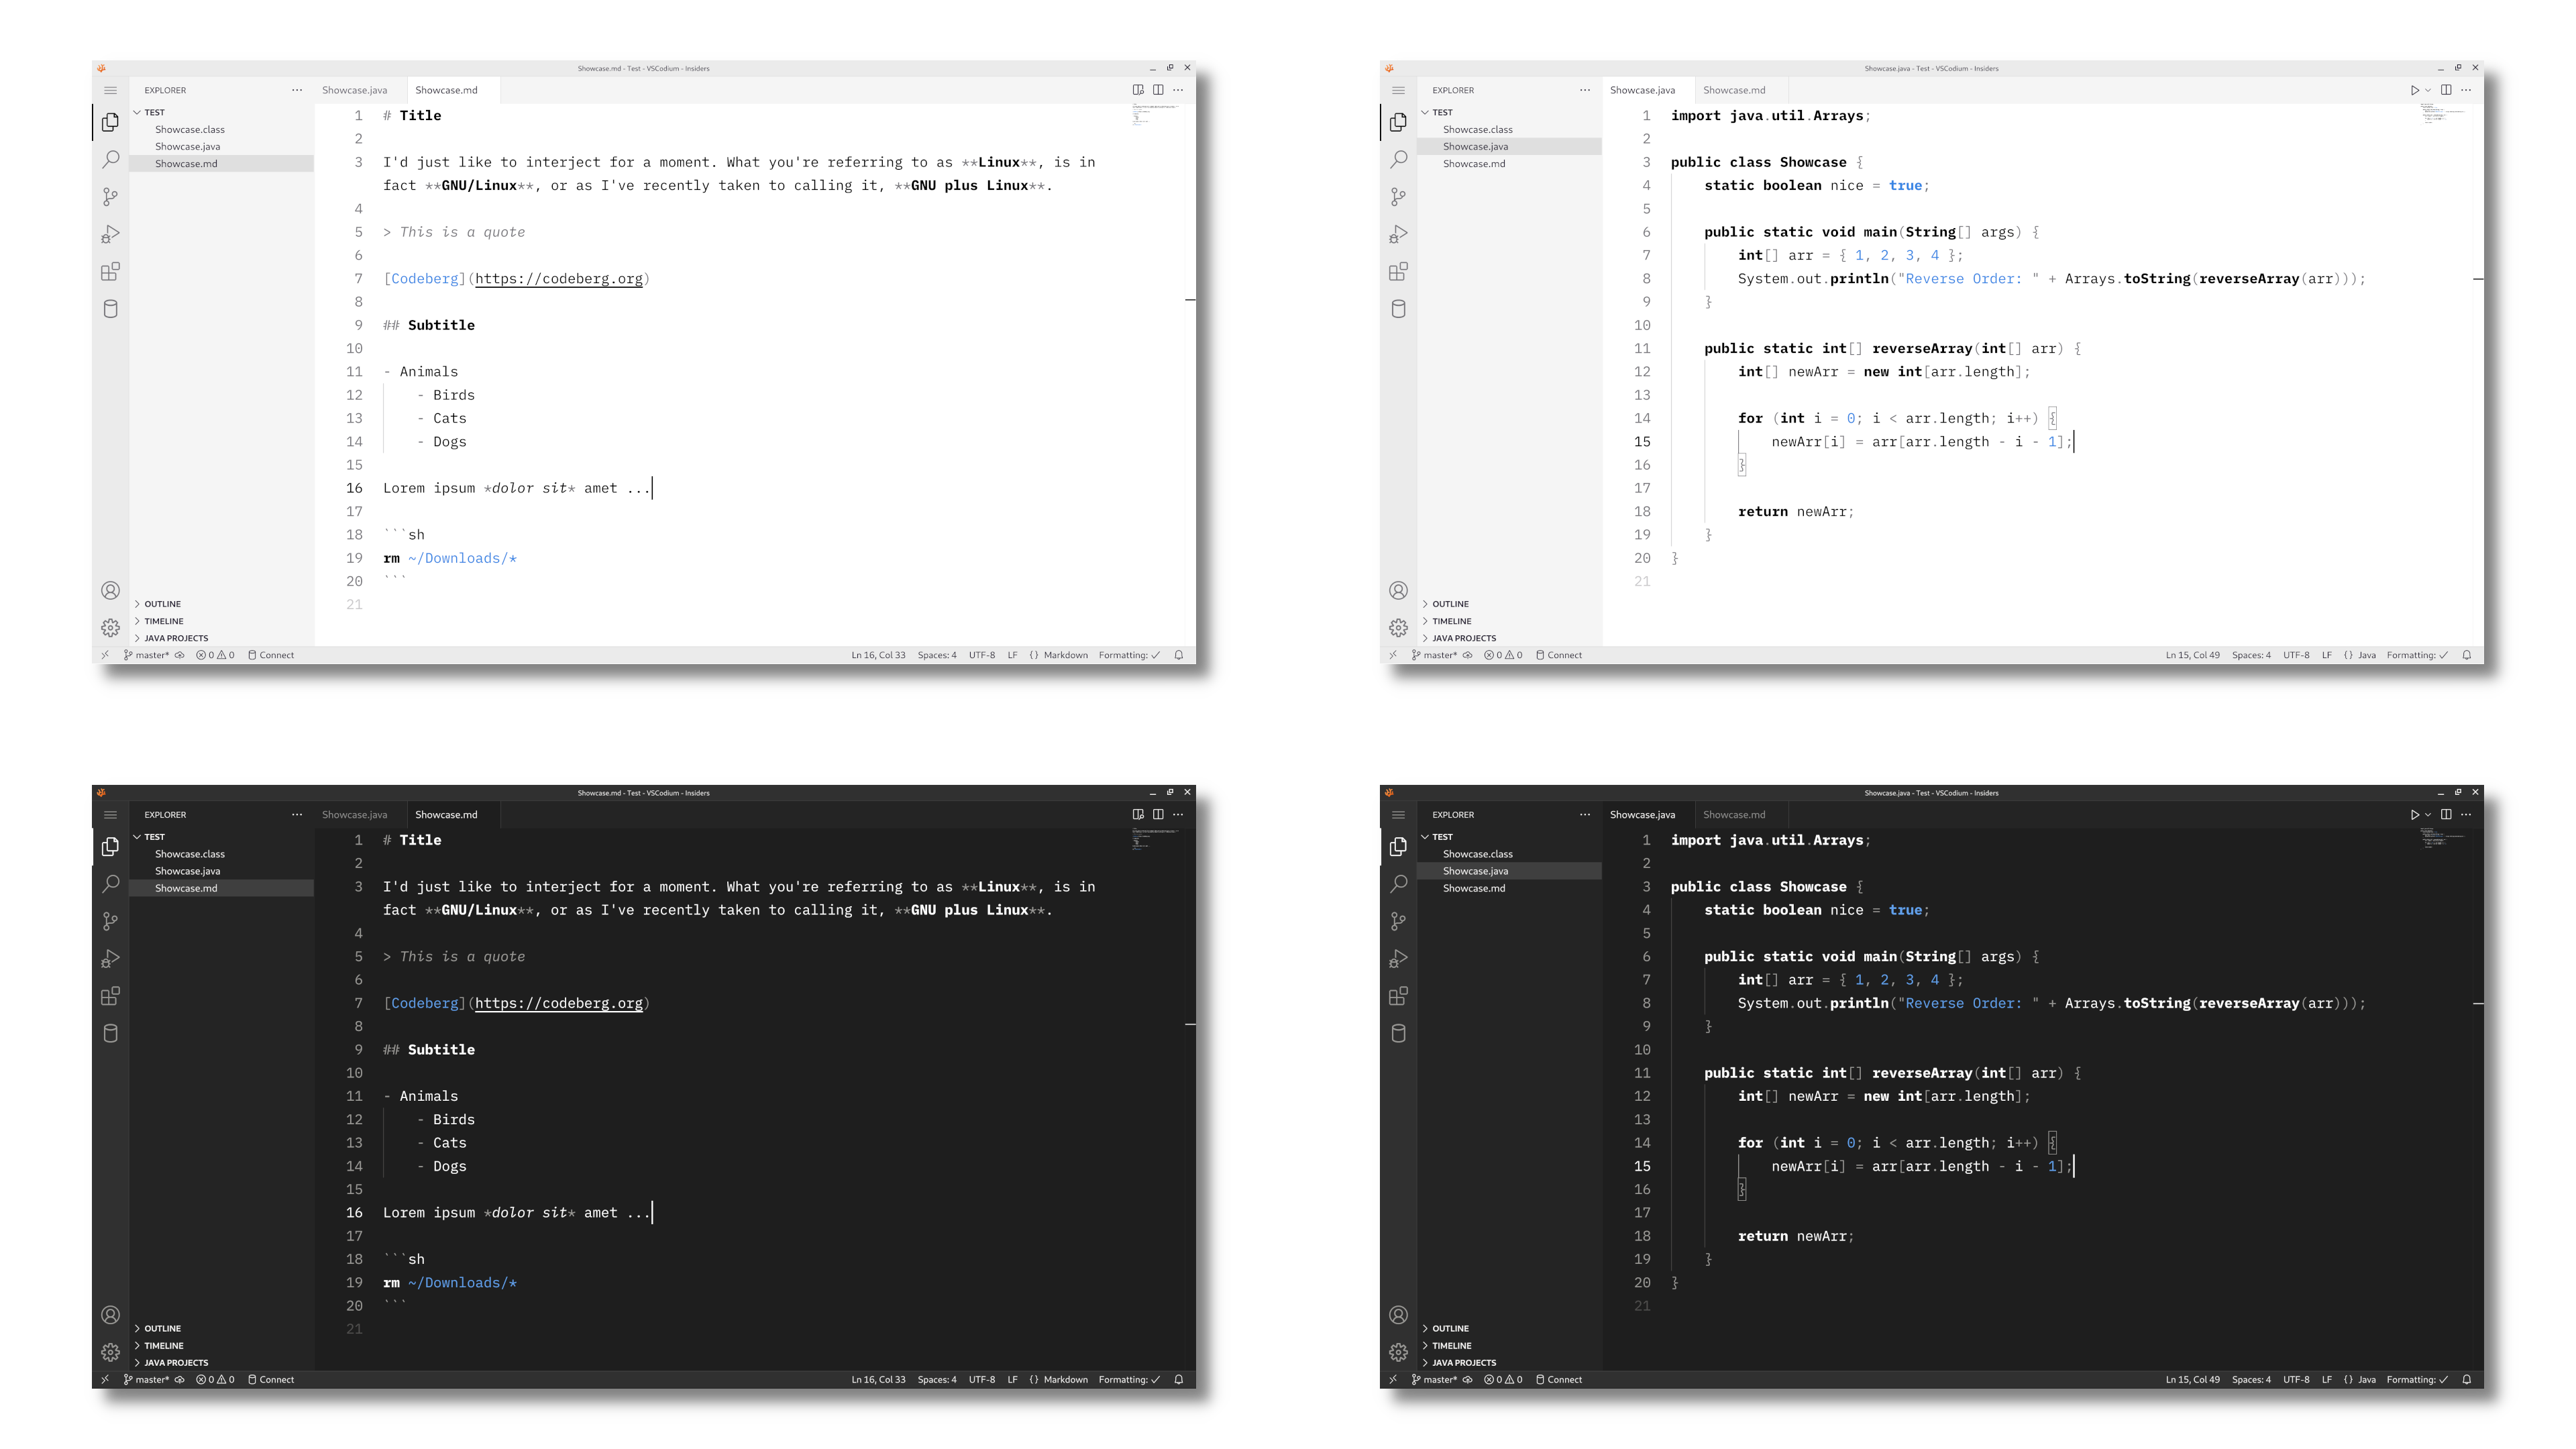 Showcase.md - Test - VSCodium - Insiders
EXPLORER
TEST
Showcase.class
Showcase.java
Showcase.md
OUTLINE
TIMELINE
JAVA PROJECTS
Showcase.java Showcase.md
1 # Title
2
3 I'd just like to interject for a moment. What you're referring to as **Linux**, is in
fact **GNU/Linux**, or as I've recently taken to calling it, **GNU plus Linux**.
4
5 > This is a quote
6
7 [Codeberg](https://codeberg.org)
8
9 ## Subtitle
10
11 - Animals
12 - Birds
13 - Cats
14 - Dogs
15
16 Lorem ipsum *dolor sit* amet ...
17
18 ```sh
19 rm ~/Downloads/*
20 ```
21
master* 0 0 Connect Ln 16, Col 33 Spaces: 4 UTF-8 LF {} Markdown Formatting:
Showcase.java - Test - VSCodium - Insiders
EXPLORER
TEST
Showcase.class
Showcase.java
Showcase.md
OUTLINE
TIMELINE
JAVA PROJECTS
Showcase.java Showcase.md
1 import java.util.Arrays;
2
3 public class Showcase {
4 static boolean nice = true;
5
6 public static void main(String[] args) {
7 int[] arr = { 1, 2, 3, 4 };
8 System.out.println("Reverse Order: " + Arrays.toString(reverseArray(arr)));
9 }
10
11 public static int[] reverseArray(int[] arr) {
12 int[] newArr = new int[arr.length];
13
14 for (int i = 0; i < arr.length; i++) {
15 newArr[i] = arr[arr.length - i - 1];
16 }
17
18 return newArr;
19 }
20 }
21
master* 0 0 Connect Ln 15, Col 49 Spaces: 4 UTF-8 LF {} Java Formatting:
Showcase.md - Test - VSCodium - Insiders
EXPLORER
TEST
Showcase.class
Showcase.java
Showcase.md
OUTLINE
TIMELINE
JAVA PROJECTS
Showcase.java Showcase.md
1 # Title
2
3 I'd just like to interject for a moment. What you're referring to as **Linux**, is in
fact **GNU/Linux**, or as I've recently taken to calling it, **GNU plus Linux**.
4
5 > This is a quote
6
7 [Codeberg](https://codeberg.org)
8
9 ## Subtitle
10
11 - Animals
12 - Birds
13 - Cats
14 - Dogs
15
16 Lorem ipsum *dolor sit* amet ...
17
18 ```sh
19 rm ~/Downloads/*
20 ```
21
master* 0 0 Connect Ln 16, Col 33 Spaces: 4 UTF-8 LF {} Markdown Formatting:
Showcase.java - Test - VSCodium - Insiders
EXPLORER
TEST
Showcase.class
Showcase.java
Showcase.md
OUTLINE
TIMELINE
JAVA PROJECTS
Showcase.java Showcase.md
1 import java.util.Arrays;
2
3 public class Showcase {
4 static boolean nice = true;
5
6 public static void main(String[] args) {
7 int[] arr = { 1, 2, 3, 4 };
8 System.out.println("Reverse Order: " + Arrays.toString(reverseArray(arr)));
9 }
10
11 public static int[] reverseArray(int[] arr) {
12 int[] newArr = new int[arr.length];
13
14 for (int i = 0; i < arr.length; i++) {
15 newArr[i] = arr[arr.length - i - 1];
16 }
17
18 return newArr;
19 }
20 }
21
master* 0 0 Connect Ln 15, Col 49 Spaces: 4 UTF-8 LF {} Java Formatting: